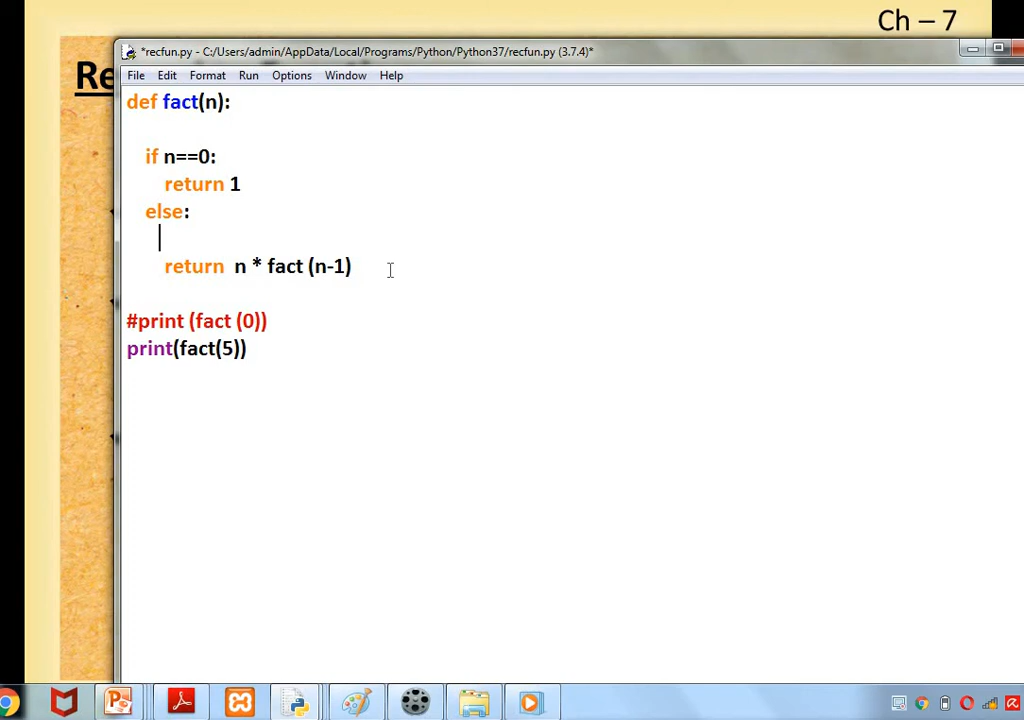 Ch – 7
Re
*recfun.py - C:/Users/admin/AppData/Local/Programs/Python/Python37/recfun.py (3.7.4)*
File Edit Format Run Options Window Help
def fact(n):
if n==0:
return 1
else:
return  n * fact (n-1)
#print (fact (0))
print(fact(5))